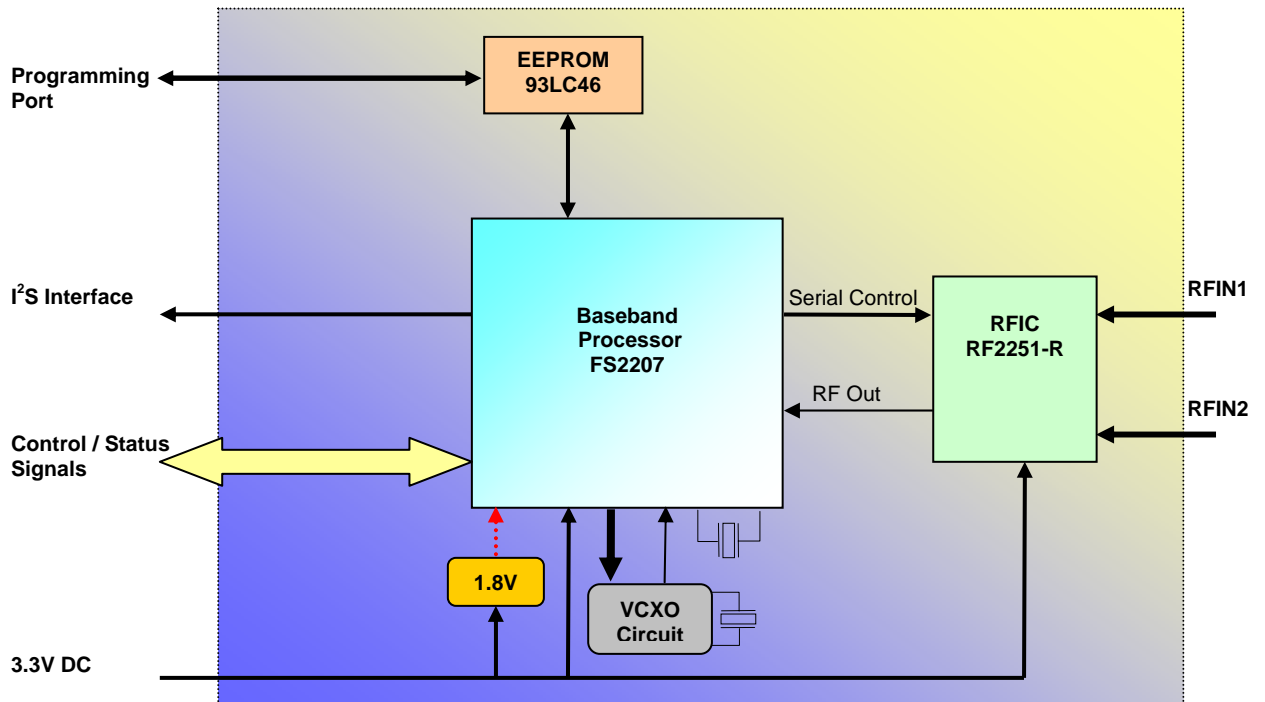 EEPROM
93LC46
Programming
Port
I²S Interface
Serial Control
RFIN1
Baseband
Processor
FS2207
RFIC
RF2251-R
RF Out
RFIN2
Control / Status
Signals
1.8V
VCXO
Circuit
3.3V DC